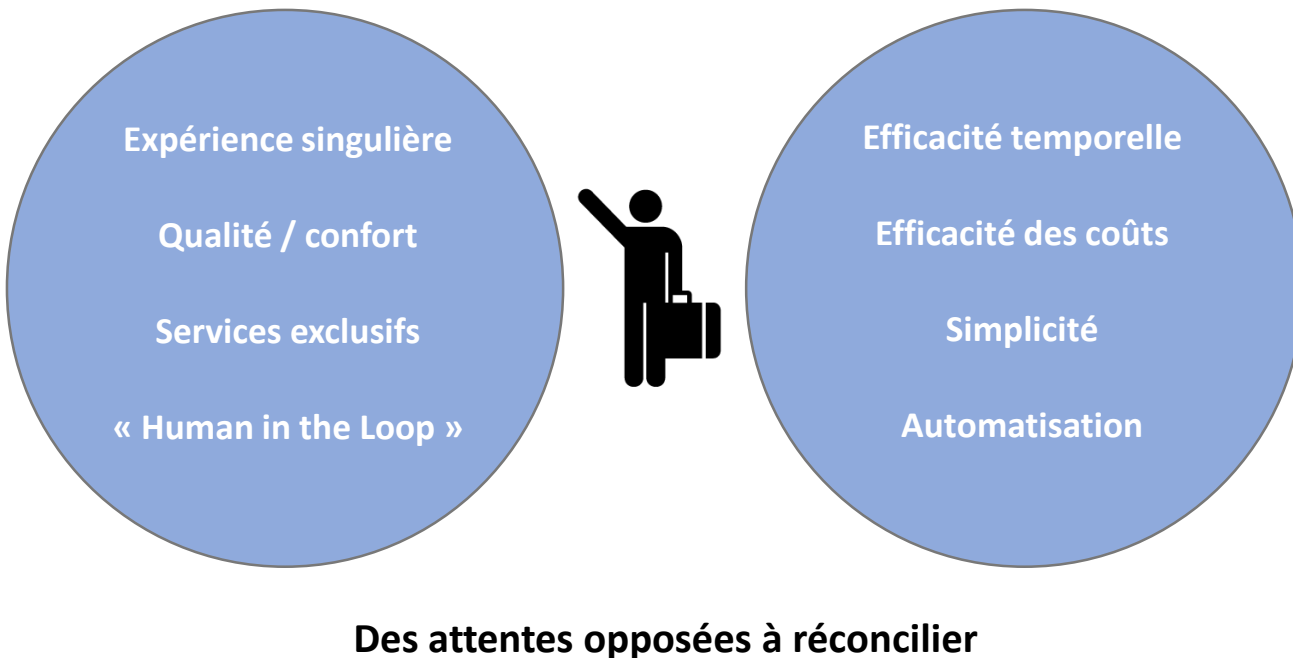 Expérience singulière
Qualité / confort
Services exclusifs
« Human in the Loop »
Efficacité temporelle
Efficacité des coûts
Simplicité
Automatisation
Des attentes opposées à réconcilier